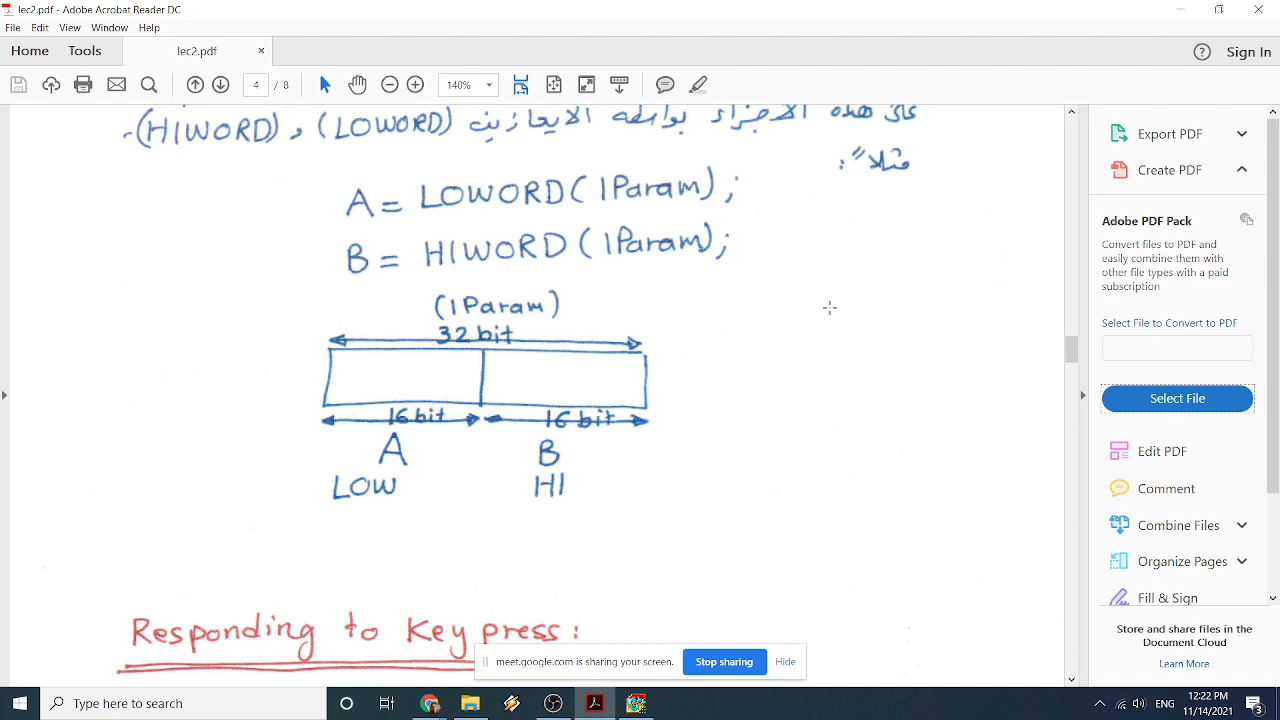 lec2.pdf - Adobe Acrobat Reader DC
File Edit View Window Help
Home Tools lec2.pdf × Sign In
4 / 8 140%
على هذه الاجزاء بواسطه الايعازين (LOWORD) و (HIWORD)-
مثلاً:
A = LOWORD(lParam);
B = HIWORD(lParam);
(lParam)
32 bit
16 bit 16 bit
A B
LOW HI
Responding to Key press:
meet.google.com is sharing your screen. Stop sharing Hide
Export PDF
Create PDF
Adobe PDF Pack
Convert files to PDF and
easily combine them
with other file types with a paid
subscription
Select File to Convert to PDF
Select File
Edit PDF
Comment
Combine Files
Organize Pages
Fill & Sign
Store and share files in the
Document Cloud
Learn More
Type here to search
ENG
12:22 PM
11/14/2021